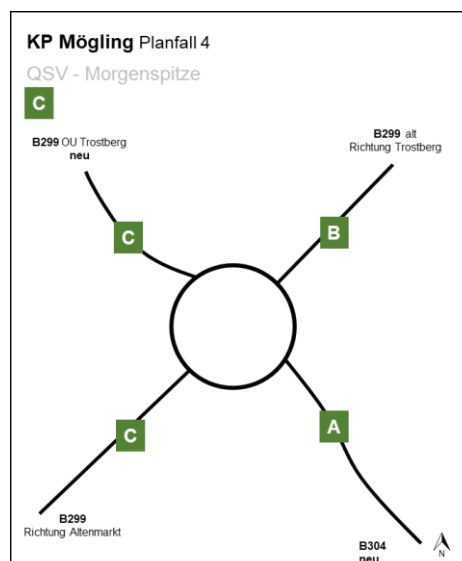 KP Mögling Planfall 4
QSV - Morgenspitze
C
B299 OU Trostberg
neu
B299 alt
Richtung Trostberg
C
B
C
A
B299
Richtung Altenmarkt
B304
neu
N